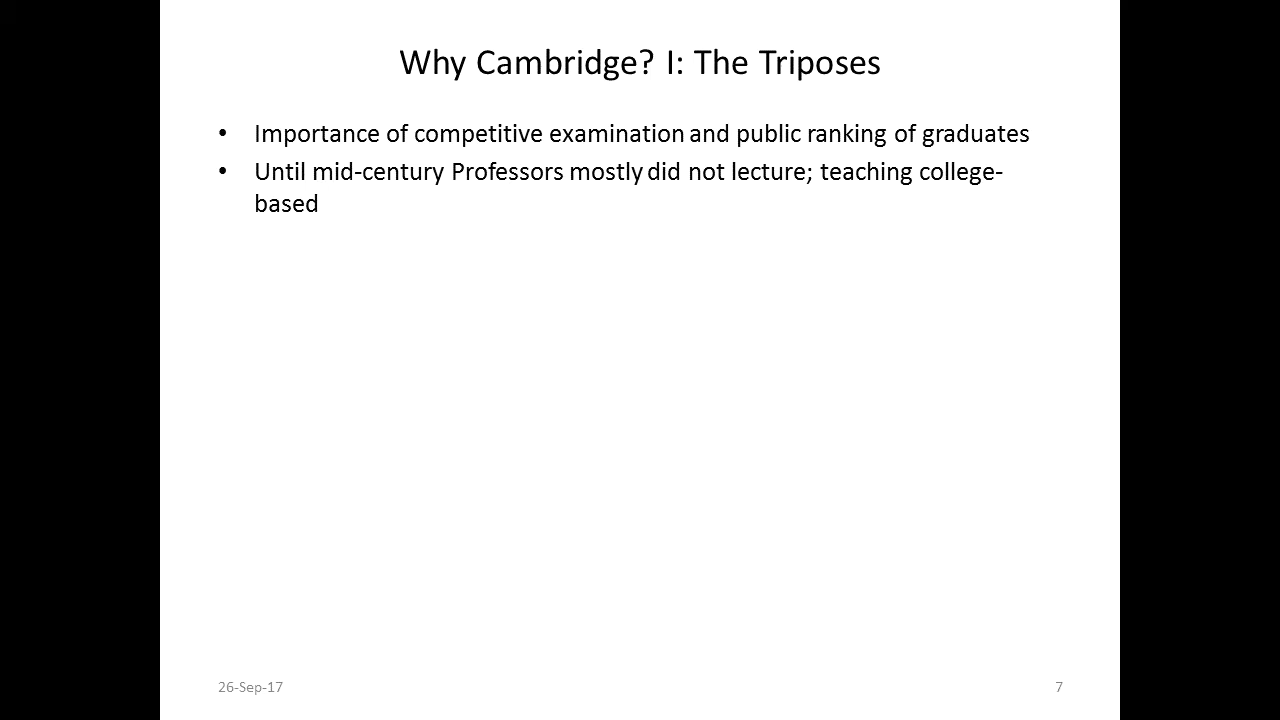 Why Cambridge? I: The Triposes
• Importance of competitive examination and public ranking of graduates
• Until mid-century Professors mostly did not lecture; teaching college-
based
26-Sep-17
7